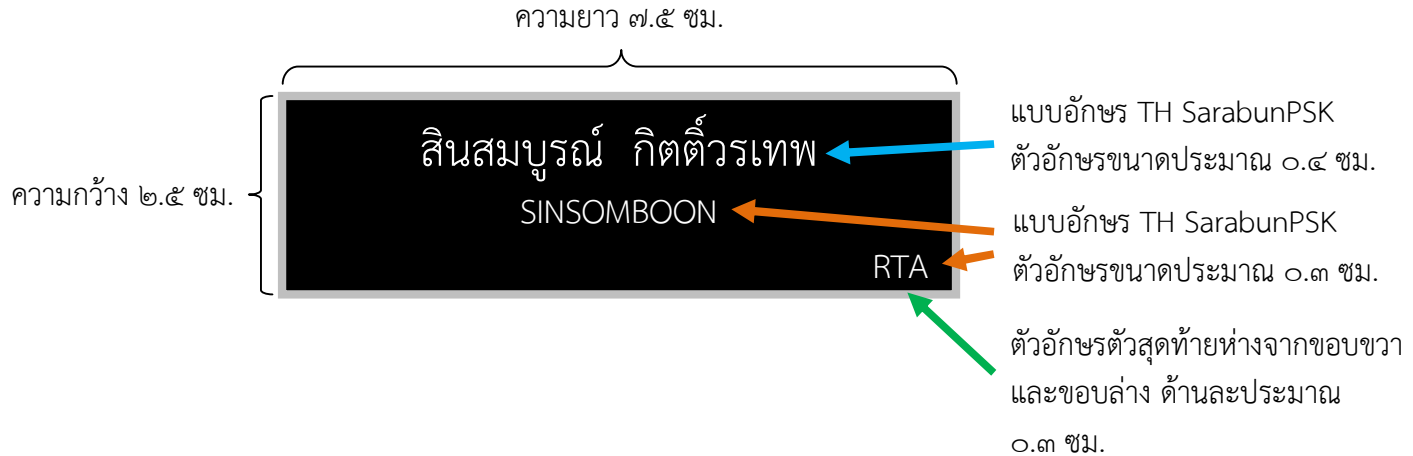 ความยาว ๗.๕ ซม.
ความกว้าง ๒.๕ ซม.
สินสมบูรณ์ กิตติ์วรเทพ
SINSOMBOON
RTA
แบบอักษร TH SarabunPSK
ตัวอักษรขนาดประมาณ ๐.๔ ซม.
แบบอักษร TH SarabunPSK
ตัวอักษรขนาดประมาณ ๐.๓ ซม.
ตัวอักษรตัวสุดท้ายห่างจากขอบขวา
และขอบล่าง ด้านละประมาณ
๐.๓ ซม.